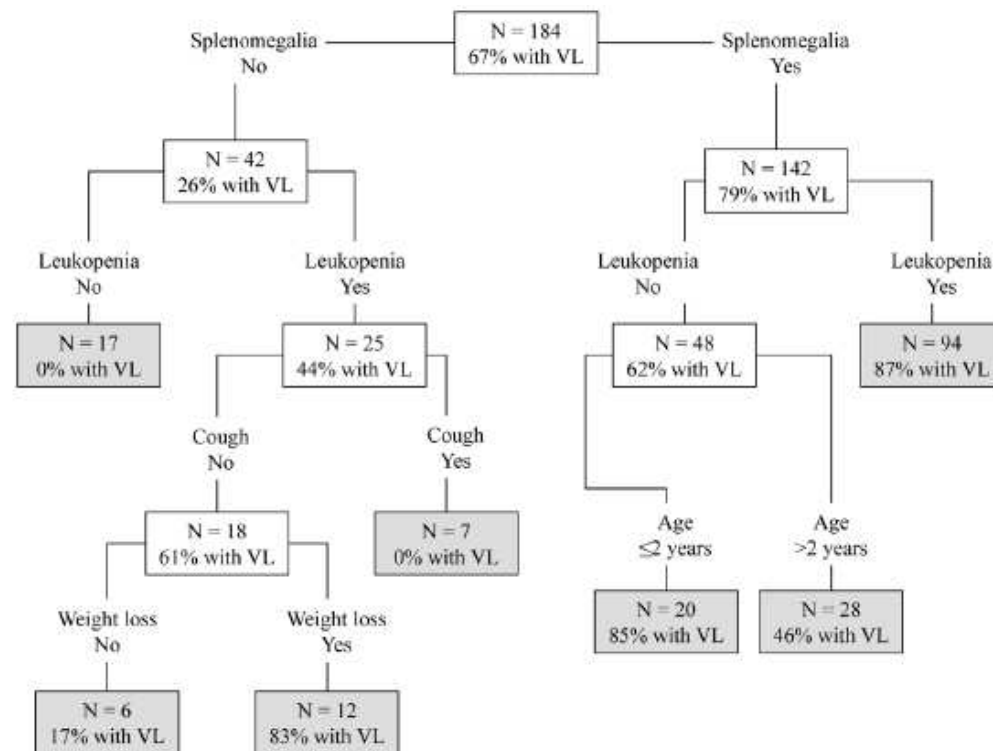 N = 184
67% with VL
Splenomegalia
No
Splenomegalia
Yes
N = 42
26% with VL
N = 142
79% with VL
Leukopenia
No
Leukopenia
Yes
Leukopenia
No
Leukopenia
Yes
N = 17
0% with VL
N = 25
44% with VL
N = 48
62% with VL
N = 94
87% with VL
Cough
No
Cough
Yes
N = 18
61% with VL
N = 7
0% with VL
Age
≤2 years
Age
>2 years
Weight loss
No
Weight loss
Yes
N = 20
85% with VL
N = 28
46% with VL
N = 6
17% with VL
N = 12
83% with VL